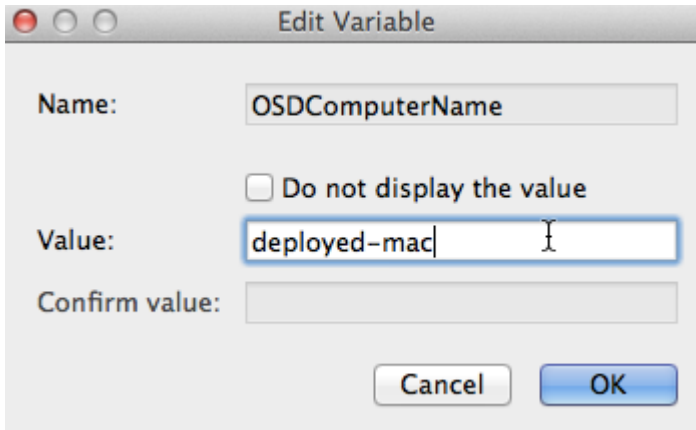 Edit Variable
Name: OSDComputerName
Do not display the value
Value: deployed-mac
Confirm value:
Cancel OK